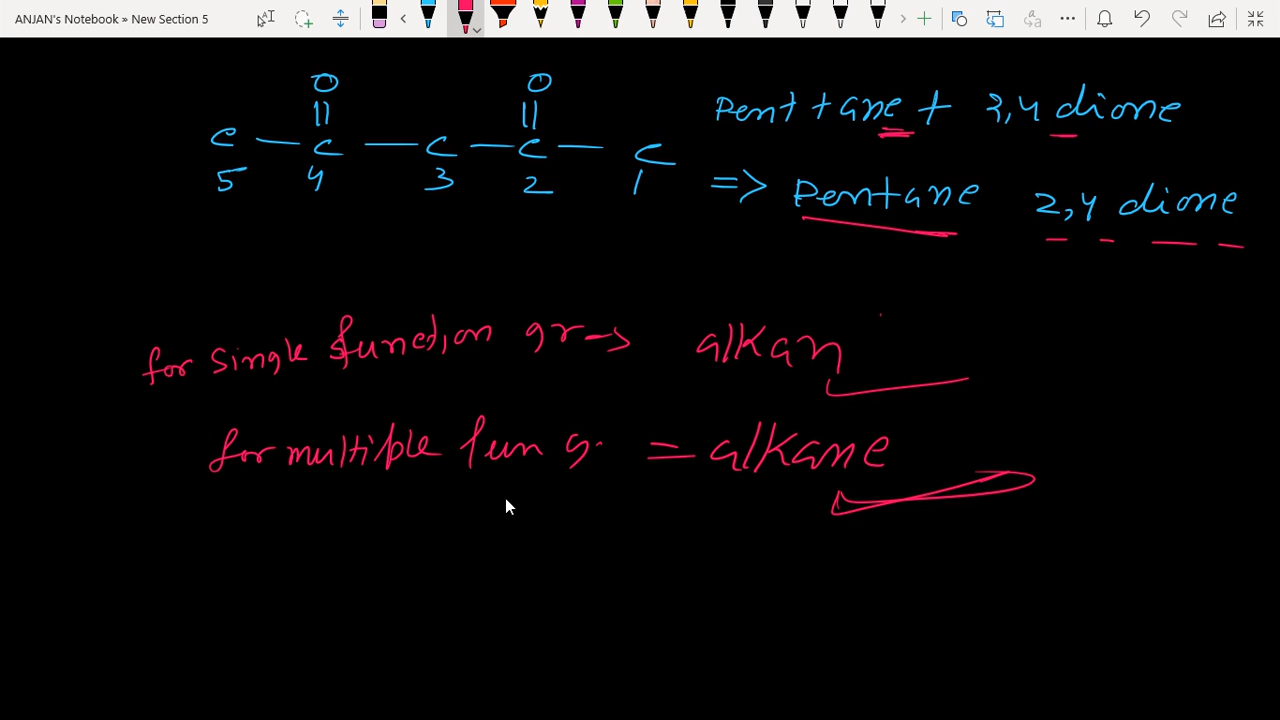 ANJAN's Notebook » New Section 5
O O
|| ||
C — C — C — C — C
5 4 3 2 1
Pent + ane + 2,4 dione
=> Pentane 2,4 dione
for single function gr → alkan
for multiple fun g. = alkane